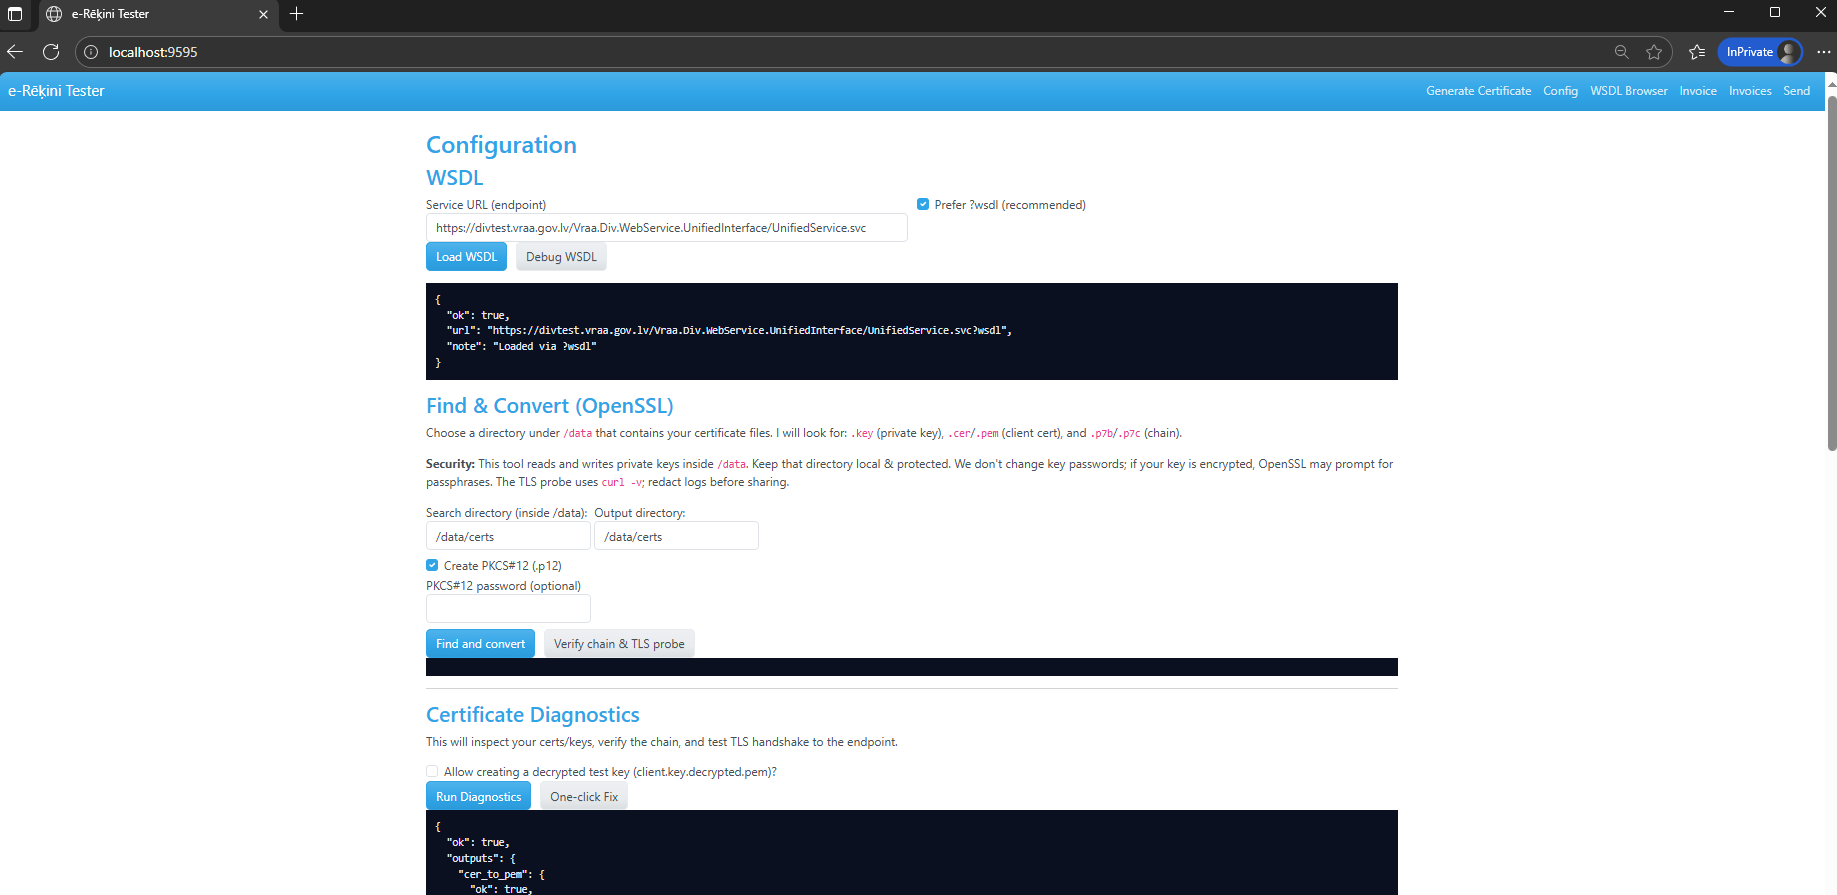 e-Rēķini Tester
localhost:9595
InPrivate
e-Rēķini Tester
Generate Certificate Config WSDL Browser Invoice Invoices Send
Configuration
WSDL
Service URL (endpoint)
Prefer ?wsdl (recommended)
https://divtest.vraa.gov.lv/Vraa.Div.WebService.UnifiedInterface/UnifiedService.svc
Load WSDL Debug WSDL
{
"ok": true,
"url": "https://divtest.vraa.gov.lv/Vraa.Div.WebService.UnifiedInterface/UnifiedService.svc?wsdl",
"note": "Loaded via ?wsdl"
}
Find & Convert (OpenSSL)
Choose a directory under /data that contains your certificate files. I will look for: .key (private key), .cer/.pem (client cert), and .p7b/.p7c (chain).
Security: This tool reads and writes private keys inside /data. Keep that directory local & protected. We don't change key passwords; if your key is encrypted, OpenSSL may prompt for
passphrases. The TLS probe uses curl -v; redact logs before sharing.
Search directory (inside /data): Output directory:
/data/certs /data/certs
Create PKCS#12 (.p12)
PKCS#12 password (optional)
Find and convert Verify chain & TLS probe
Certificate Diagnostics
This will inspect your certs/keys, verify the chain, and test TLS handshake to the endpoint.
Allow creating a decrypted test key (client.key.decrypted.pem)?
Run Diagnostics One-click Fix
{
"ok": true,
"outputs": {
"cer_to_pem": {
"ok": true,